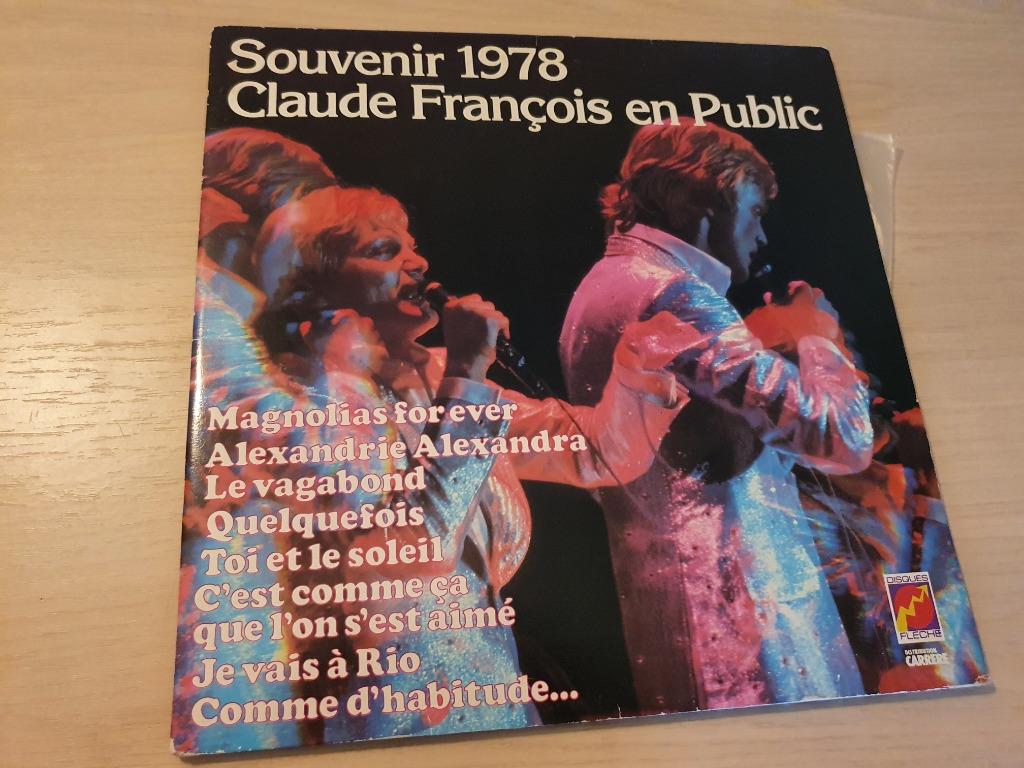 Souvenir 1978
Claude François en Public
Magnolias for ever
Alexandrie Alexandra
Le vagabond
Quelquefois
Toi et le soleil
C'est comme ça
que l'on s'est aimé
Je vais à Rio
Comme d'habitude...
DISQUES
FLECHE
DISTRIBUTION
CARRERE